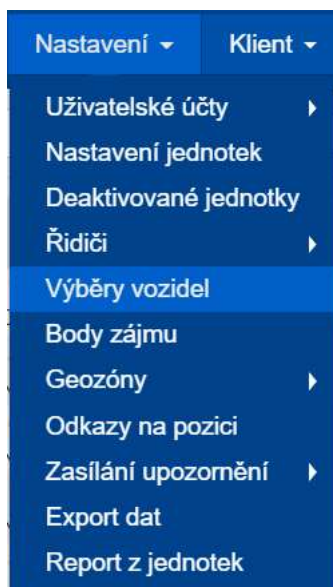 Nastavení Klient
Uživatelské účty
Nastavení jednotek
Deaktivované jednotky
Řidiči
Výběry vozidel
Body zájmu
Geozóny
Odkazy na pozici
Zasílání upozornění
Export dat
Report z jednotek